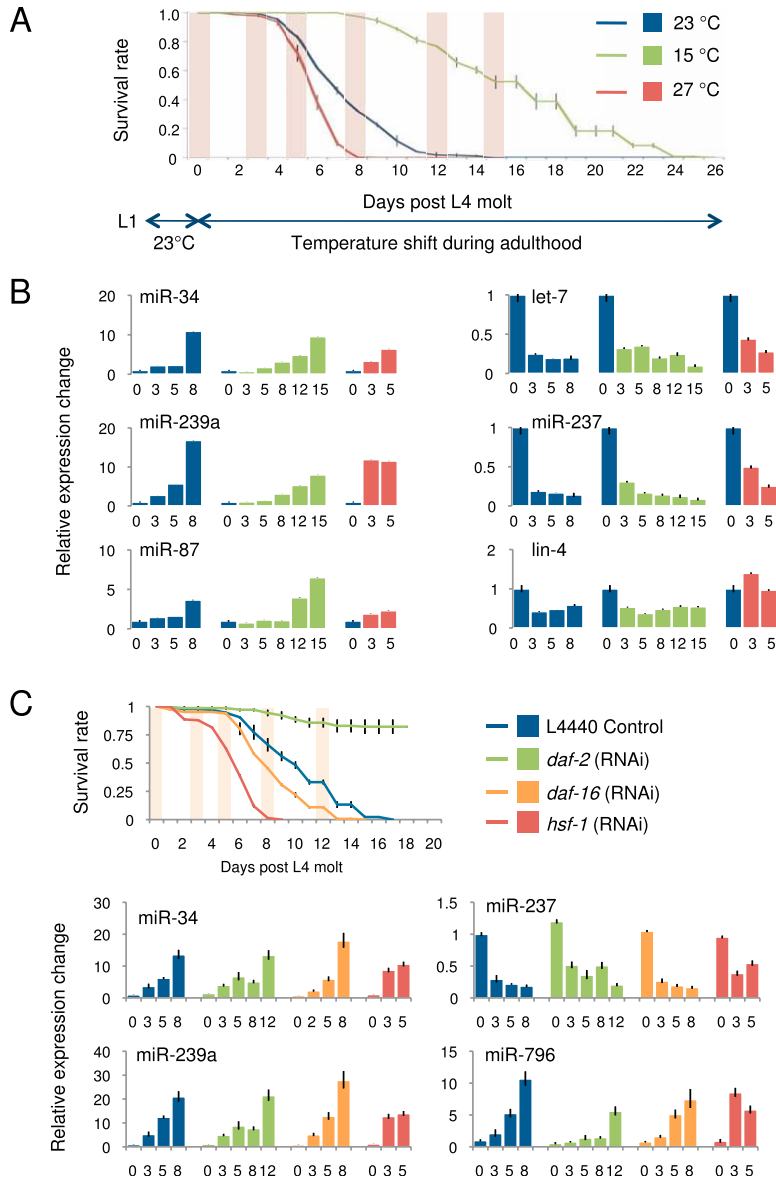 A
Survival rate
1.0
0.8
0.6
0.4
0.2
0
0 2 4 6 8 10 12 14 16 18 20 22 24 26
Days post L4 molt
23 °C
15 °C
27 °C
L1
23°C
Temperature shift during adulthood
B
Relative expression change
miR-34
20
10
0
0 3 5 8 0 3 5 8 12 15 0 3 5
let-7
1
0.5
0
0 3 5 8 0 3 5 8 12 15 0 3 5
miR-239a
20
10
0
0 3 5 8 0 3 5 8 12 15 0 3 5
miR-237
1
0.5
0
0 3 5 8 0 3 5 8 12 15 0 3 5
miR-87
10
5
0
0 3 5 8 0 3 5 8 12 15 0 3 5
lin-4
2
1
0
0 3 5 8 0 3 5 8 12 15 0 3 5
C
Survival rate
1
0.75
0.5
0.25
0
0 2 4 6 8 10 12 14 16 18 20
Days post L4 molt
L4440 Control
daf-2 (RNAi)
daf-16 (RNAi)
hsf-1 (RNAi)
Relative expression change
miR-34
30
20
10
0
0 3 5 8 0 3 5 8 12 0 2 5 8 0 3 5
miR-237
1.5
1
0.5
0
0 3 5 8 0 3 5 8 12 0 3 5 8 0 3 5
miR-239a
40
30
20
10
0
0 3 5 8 0 3 5 8 12 0 3 5 8 0 3 5
miR-796
15
10
5
0
0 3 5 8 0 3 5 8 12 0 3 5 8 0 3 5